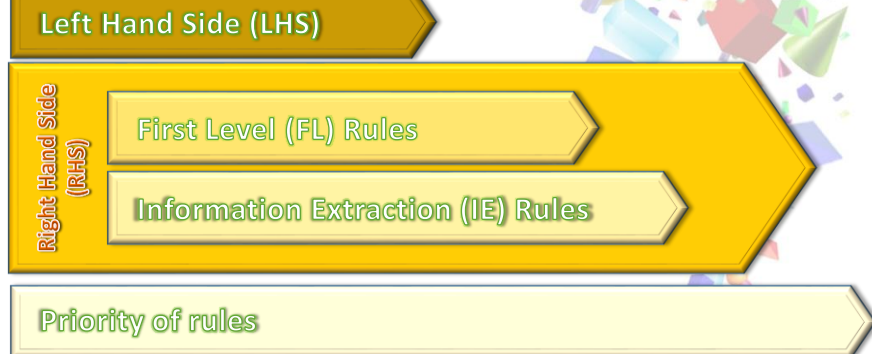 Left Hand Side (LHS)
Right Hand Side
(RHS)
First Level (FL) Rules
Information Extraction (IE) Rules
Priority of rules